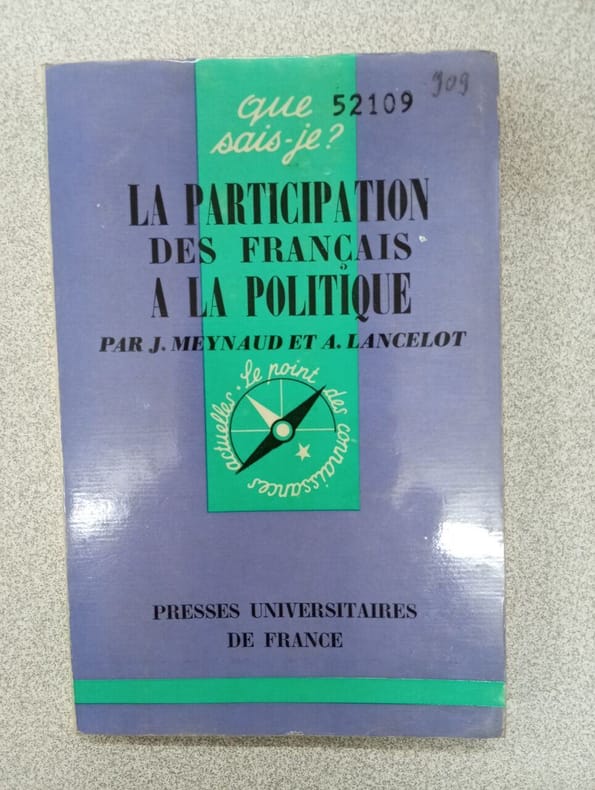 que
sais-je?
52109
909
LA PARTICIPATION
DES FRANÇAIS
A LA POLITIQUE
PAR J. MEYNAUD ET A. LANCELOT
Le point des connaissances actuelles.
PRESSES UNIVERSITAIRES
DE FRANCE